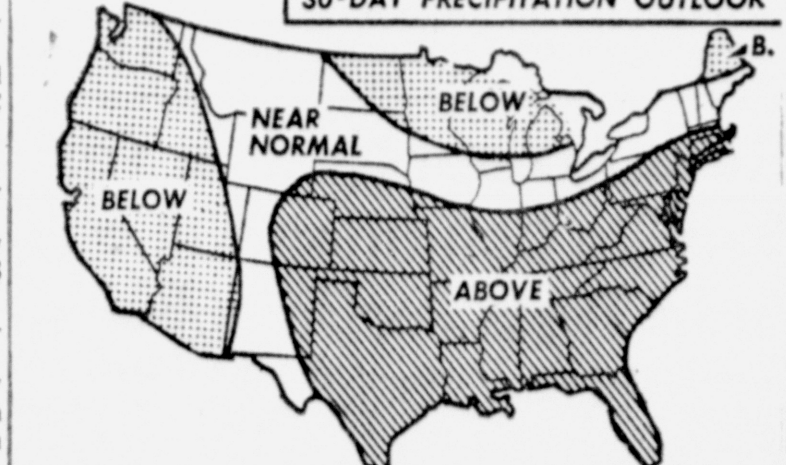 30-DAY PRECIPITATION OUTLOOK
B.
BELOW
NEAR
NORMAL
BELOW
ABOVE